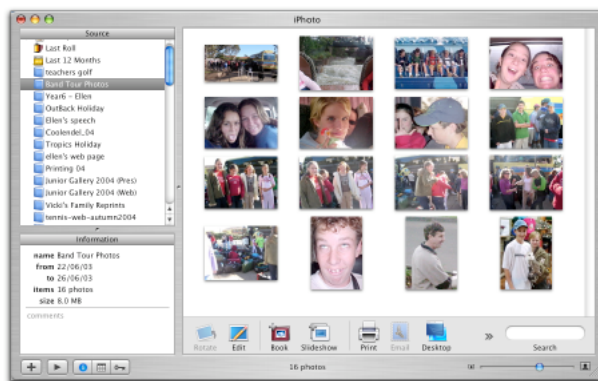 iPhoto
Source
Last Roll
Last 12 Months
teachers golf
Band Tour Photos
Year6 - Ellen
OutBack Holiday
Ellen's speech
Coolendel_04
Tropics Holiday
ellen's web page
Printing 04
Junior Gallery 2004 (Pres)
Junior Gallery 2004 (Web)
Vicki's Family Reprints
tennis-web-autumn2004
Information
name Band Tour Photos
from 22/06/03
to 26/06/03
items 16 photos
size 8.0 MB
comments
Rotate Edit Book Slideshow Print Email Desktop » Search
16 photos